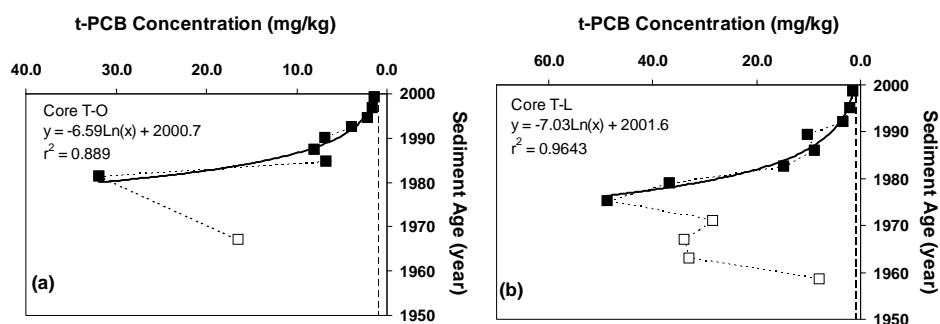 t-PCB Concentration (mg/kg)
40.0 30.0 20.0 10.0 0.0
Core T-O
y = -6.59Ln(x) + 2000.7
r² = 0.889
2000
1990
1980
1970
1960
1950
Sediment Age (year)
(a)
t-PCB Concentration (mg/kg)
60.0 40.0 20.0 0.0
Core T-L
y = -7.03Ln(x) + 2001.6
r² = 0.9643
2000
1990
1980
1970
1960
1950
Sediment Age (year)
(b)